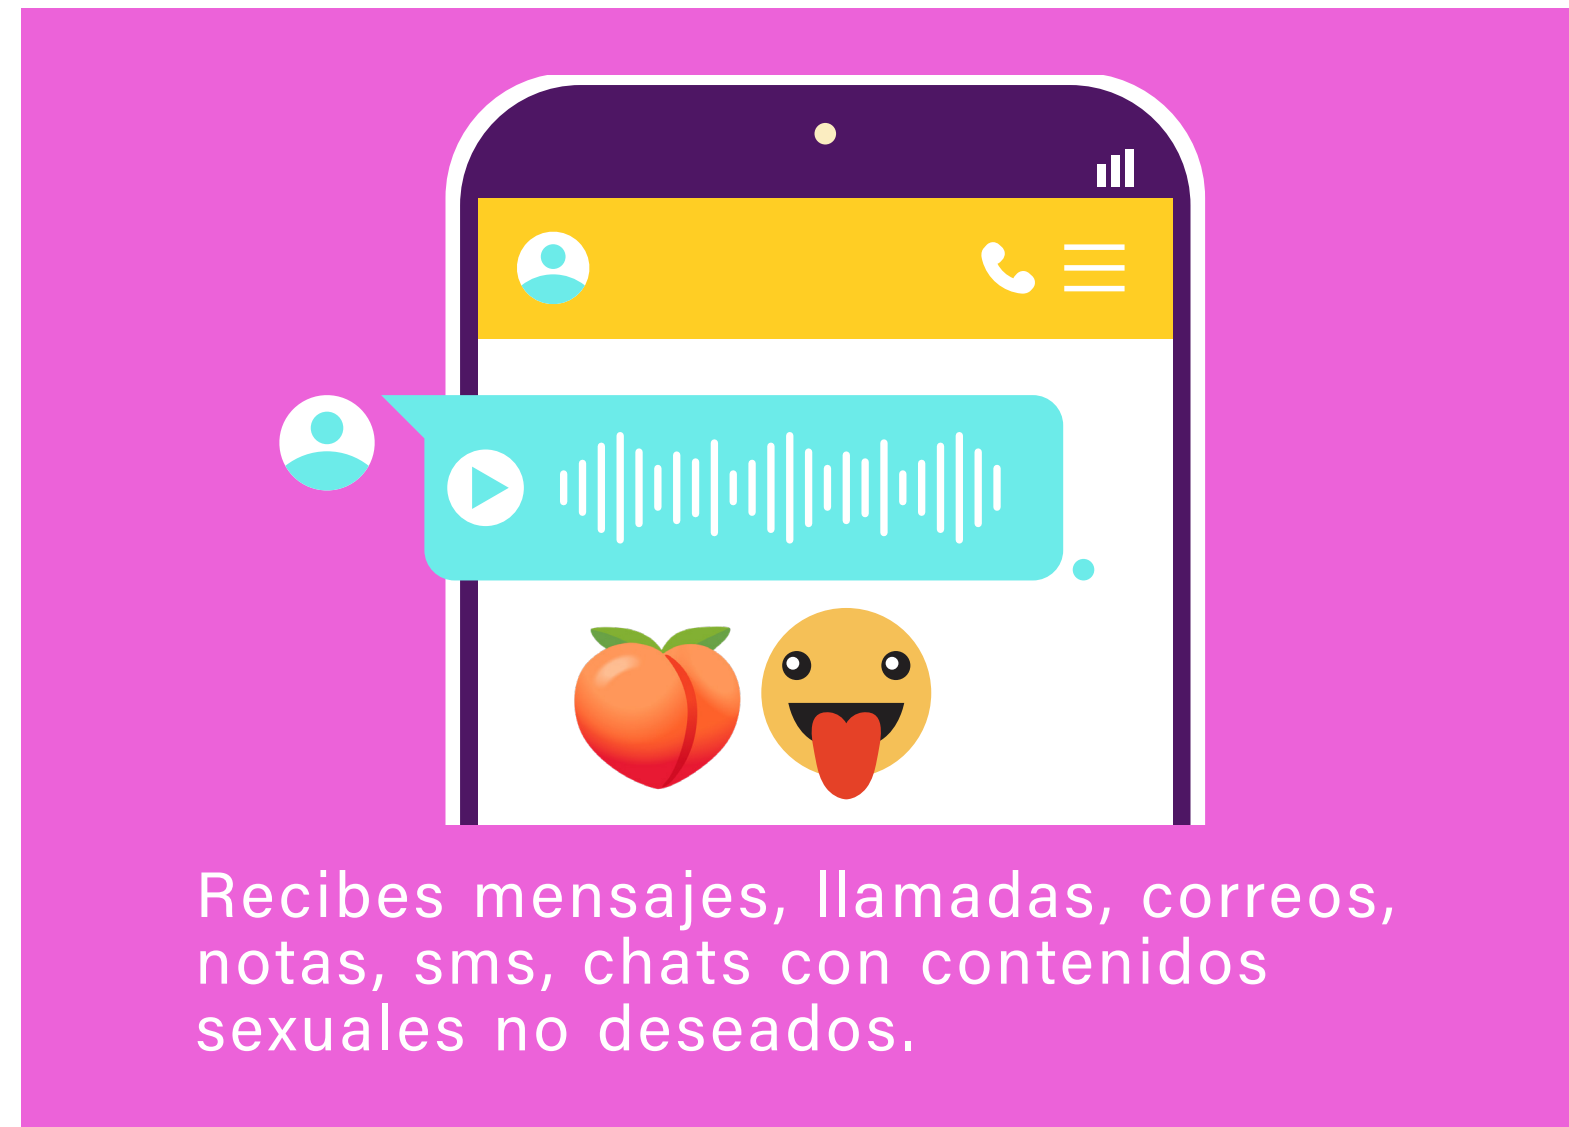 Recibes mensajes, llamadas, correos,
notas, sms, chats con contenidos
sexuales no deseados.